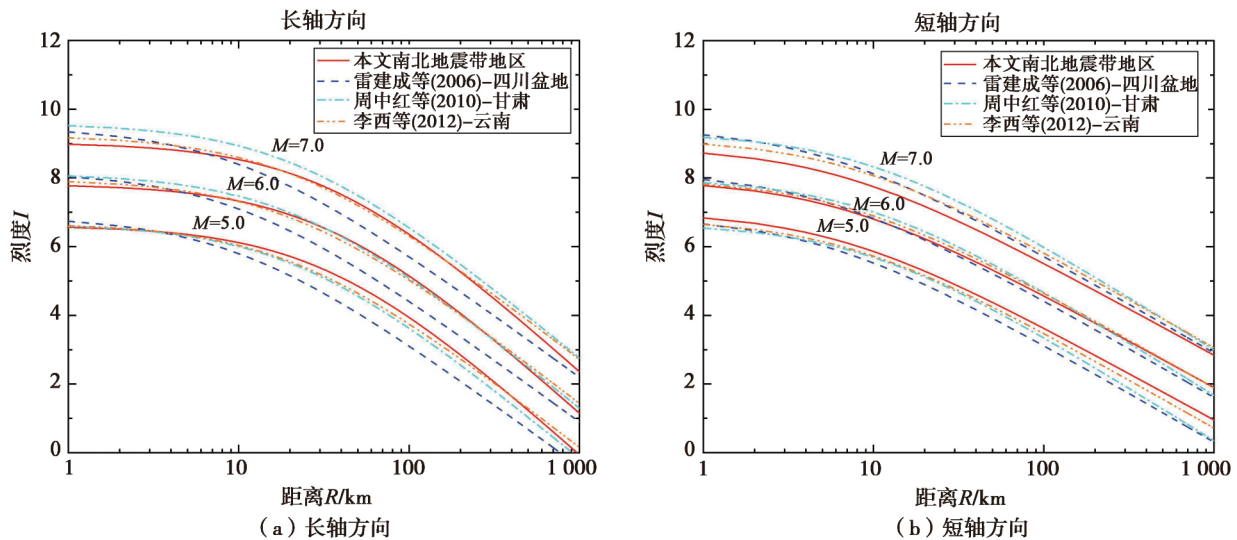 长轴方向
12
10
8
6
4
2
0
烈度I
本文南北地震带地区
雷建成等(2006)-四川盆地
周中红等(2010)-甘肃
李西等(2012)-云南
M=7.0
M=6.0
M=5.0
1
10
100
1 000
距离R/km
（a）长轴方向
短轴方向
12
10
8
6
4
2
0
烈度I
本文南北地震带地区
雷建成等(2006)-四川盆地
周中红等(2010)-甘肃
李西等(2012)-云南
M=7.0
M=6.0
M=5.0
1
10
100
1 000
距离R/km
（b）短轴方向